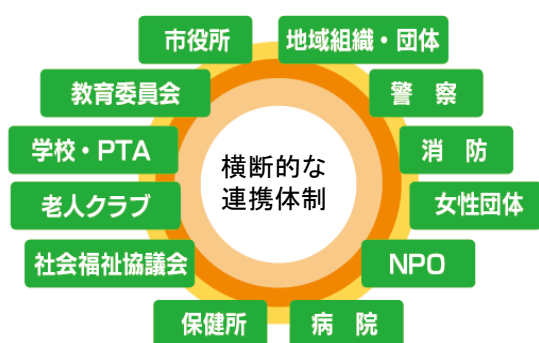 市役所
地域組織・団体
教育委員会
警　察
学校・PTA
消　防
横断的な
連携体制
老人クラブ
女性団体
社会福祉協議会
NPO
保健所
病　院